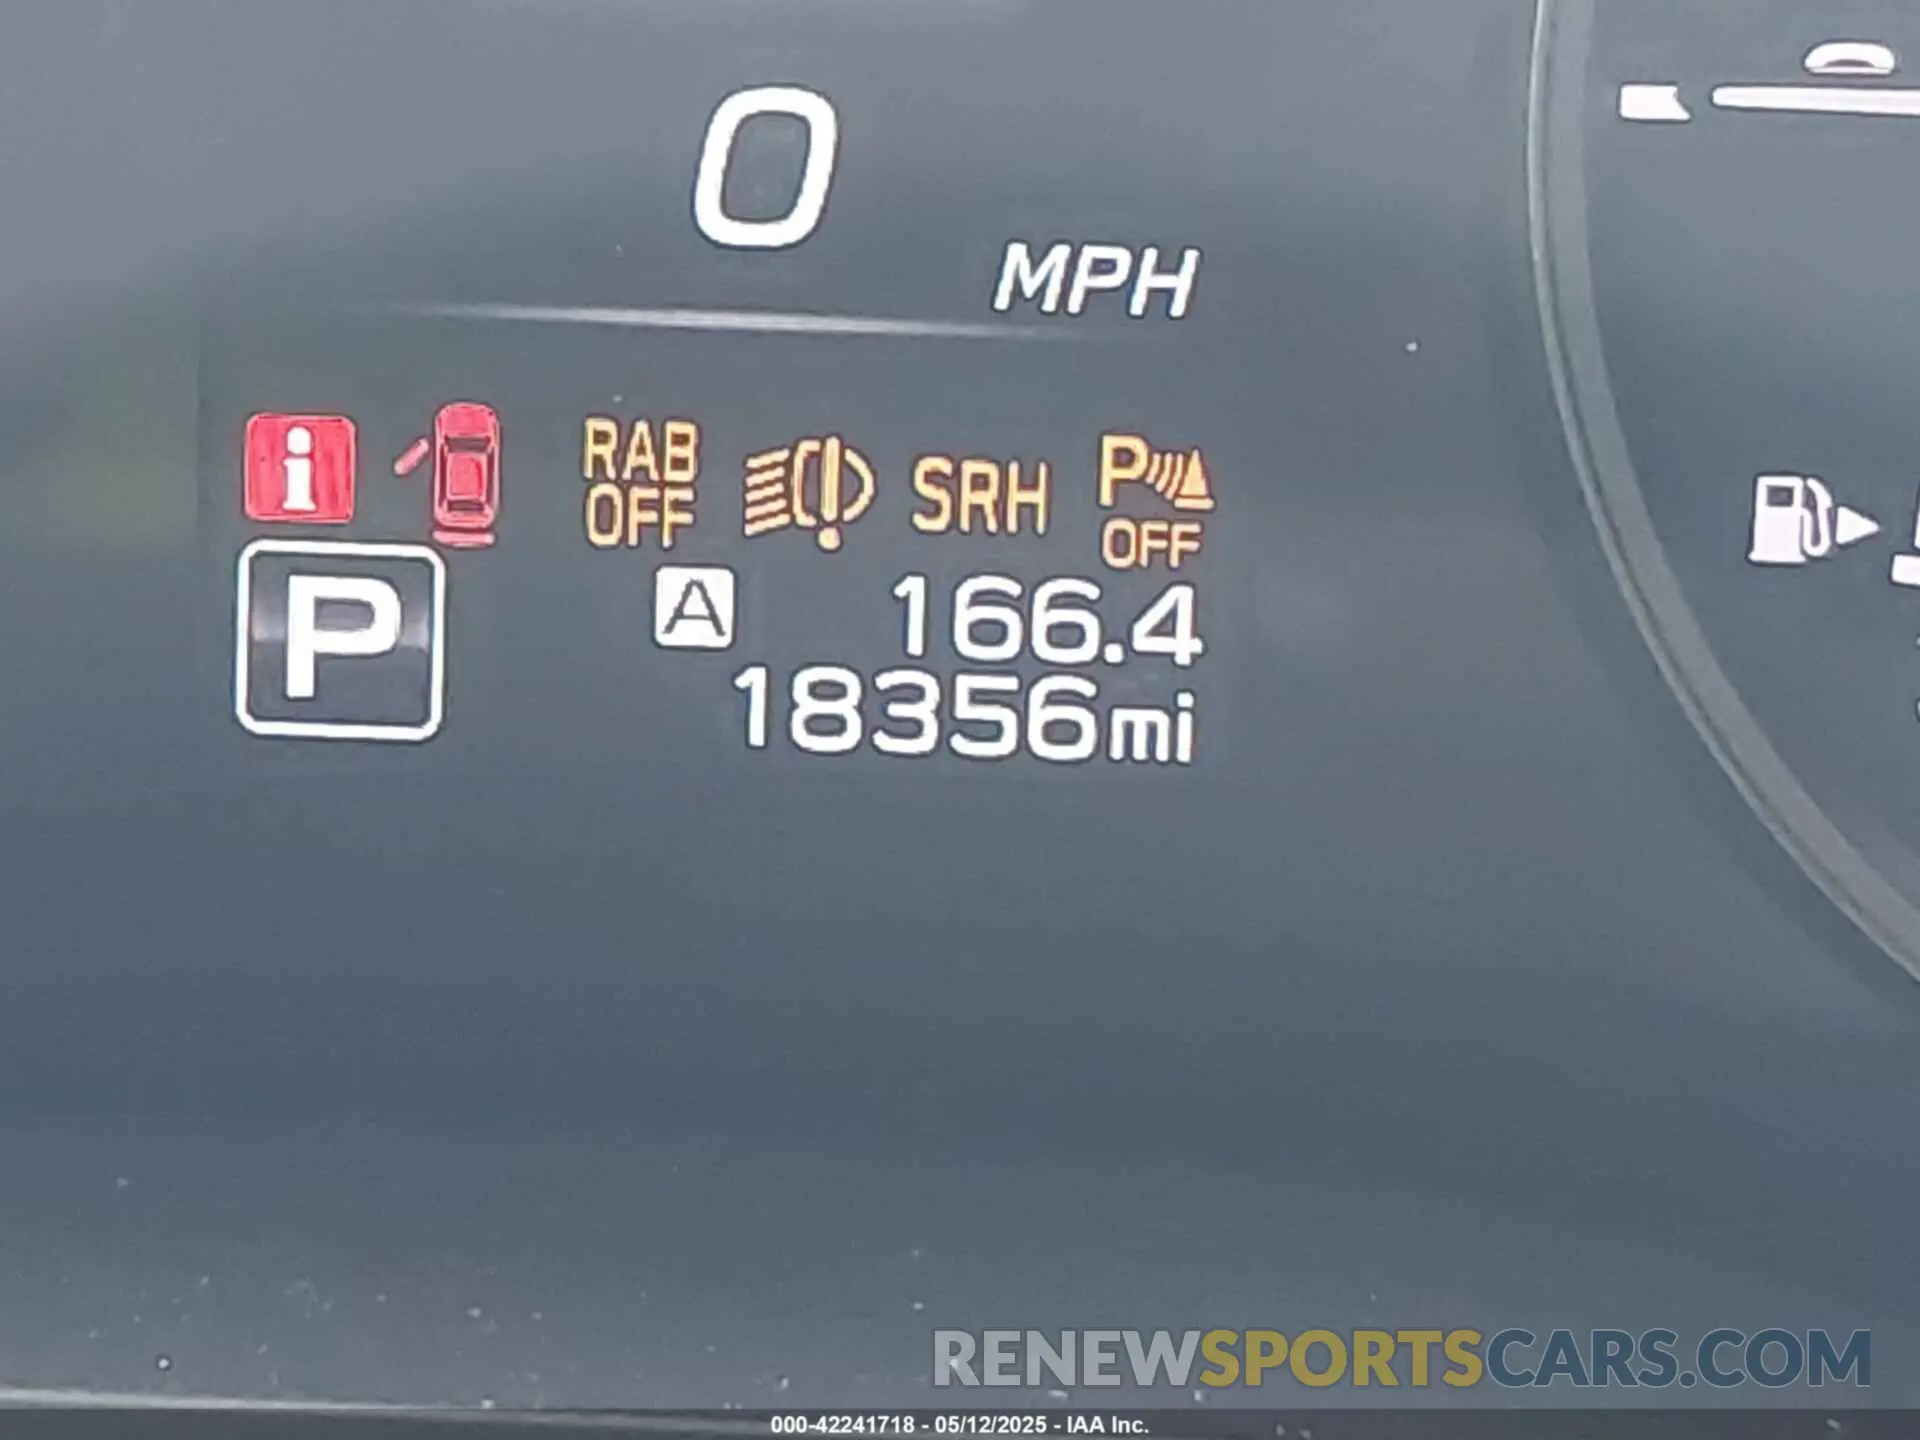 0
MPH
i
RAB
OFF
SRH
P
OFF
P
A 166.4
18356mi
RENEWSPORTSCARS.COM
000-42241718 - 05/12/2025 - IAA Inc.